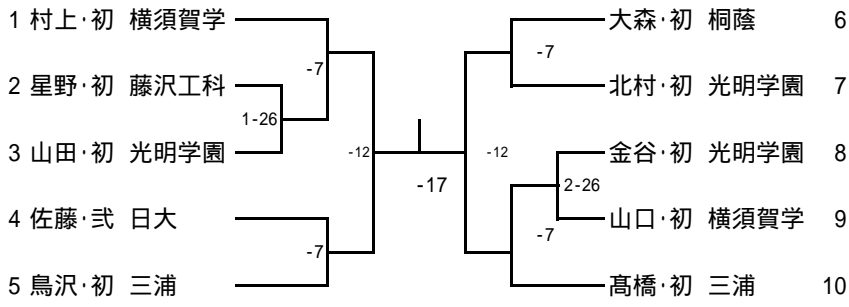 1 村上・初 横須賀学
大森・初 桐蔭 6
-7
-7
2 星野・初 藤沢工科
北村・初 光明学園 7
1-26
3 山田・初 光明学園
-12
-12
金谷・初 光明学園 8
-17
2-26
4 佐藤・弐 日大
山口・初 横須賀学 9
-7
-7
5 鳥沢・初 三浦
髙橋・初 三浦 10